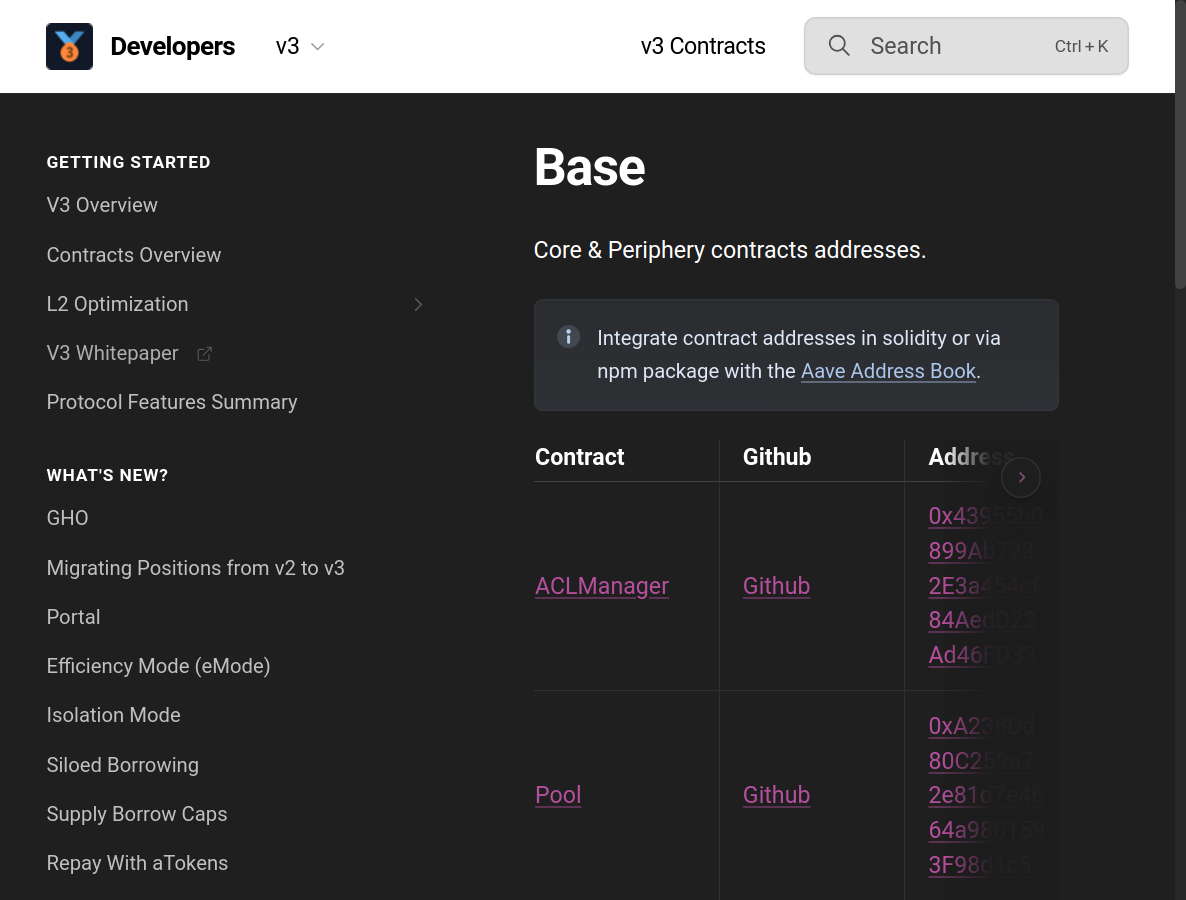 Developers
v3
v3 Contracts
Search
Ctrl + K
GETTING STARTED
V3 Overview
Contracts Overview
L2 Optimization
V3 Whitepaper
Protocol Features Summary
WHAT'S NEW?
GHO
Migrating Positions from v2 to v3
Portal
Efficiency Mode (eMode)
Isolation Mode
Siloed Borrowing
Supply Borrow Caps
Repay With aTokens
Base
Core & Periphery contracts addresses.
Integrate contract addresses in solidity or via
npm package with the Aave Address Book.
Contract
Github
Address
ACLManager
Github
0x43955b0
899Ab723
2E3a454cf
84AedD22
Ad46FD33
Pool
Github
0xA238Dd
80C259a7
2e81d7e46
64a980159
3F98d1c5